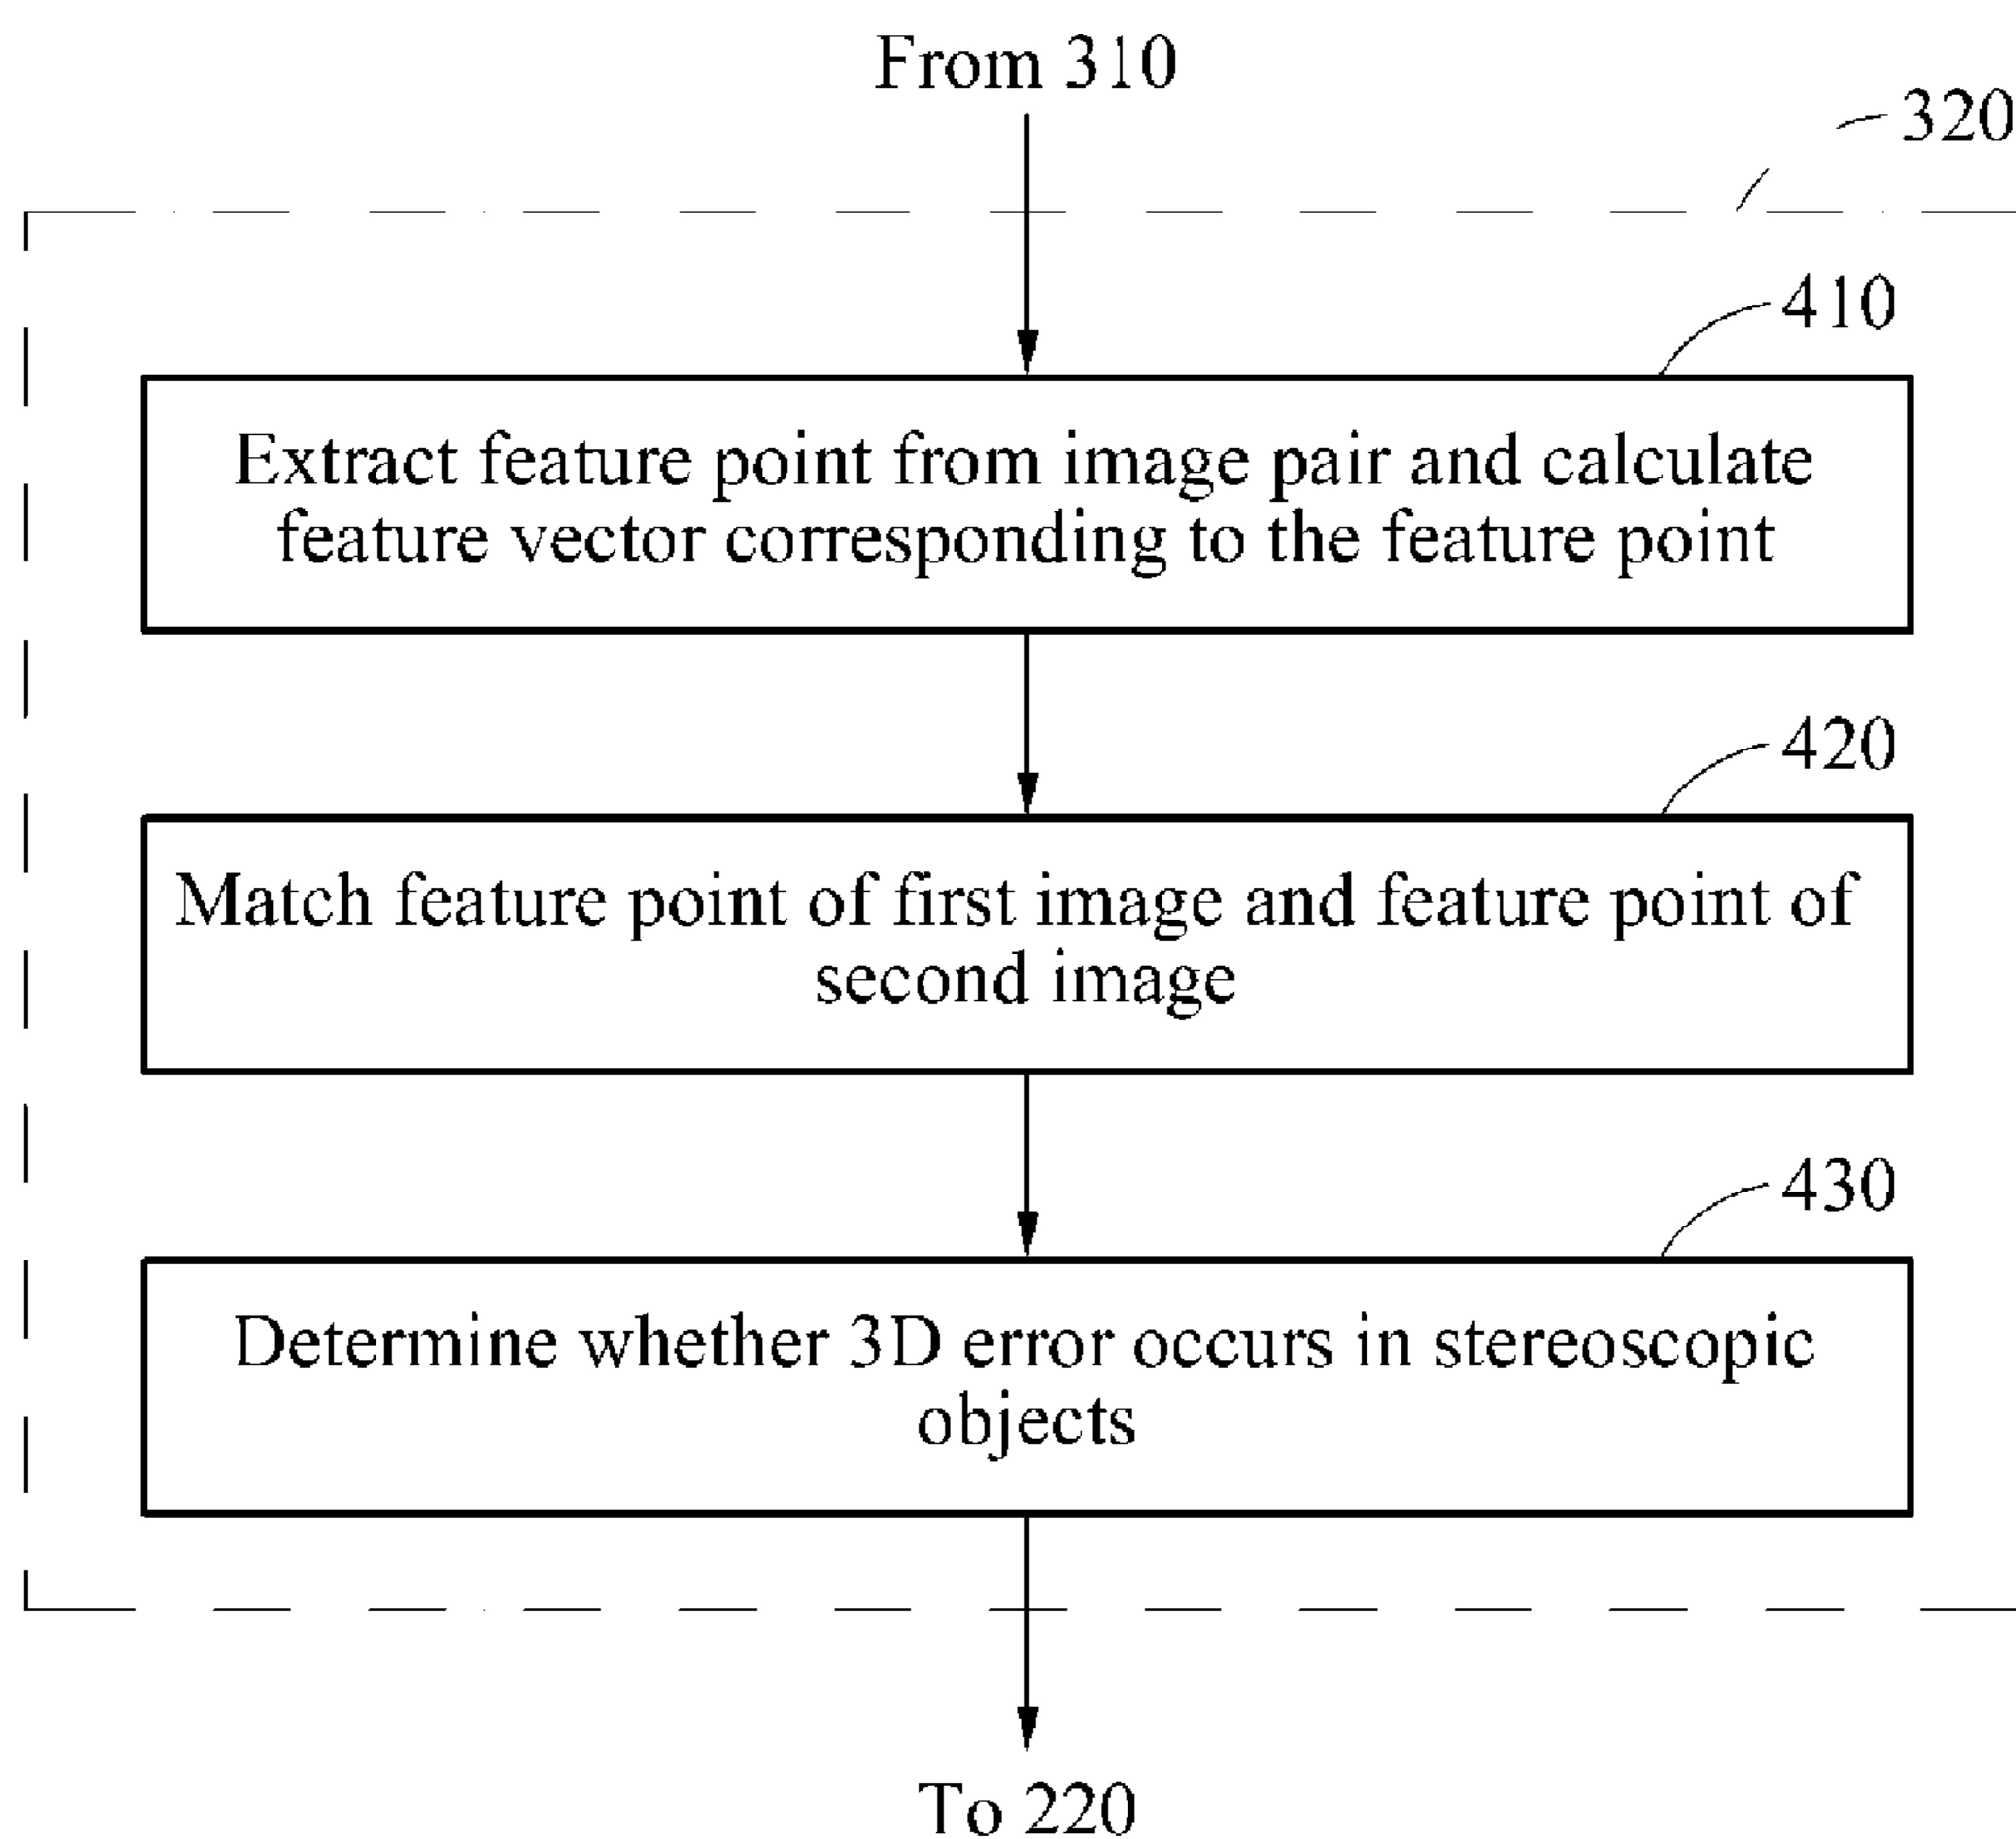 From 310
320
410
Extract feature point from image pair and calculate
feature vector corresponding to the feature point
420
Match feature point of first image and feature point of
second image
430
Determine whether 3D error occurs in stereoscopic
objects
To 220